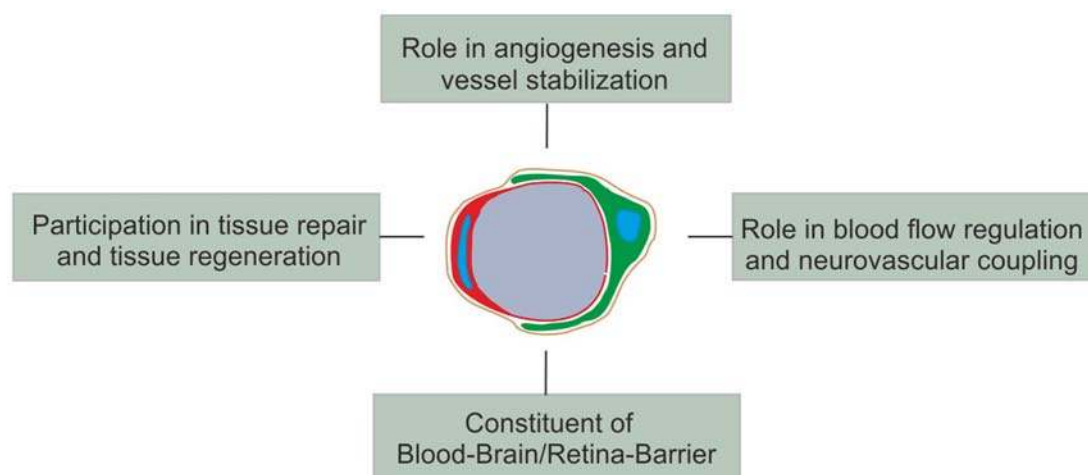 Role in angiogenesis and
vessel stabilization
Participation in tissue repair
and tissue regeneration
Role in blood flow regulation
and neurovascular coupling
Constituent of
Blood-Brain/Retina-Barrier